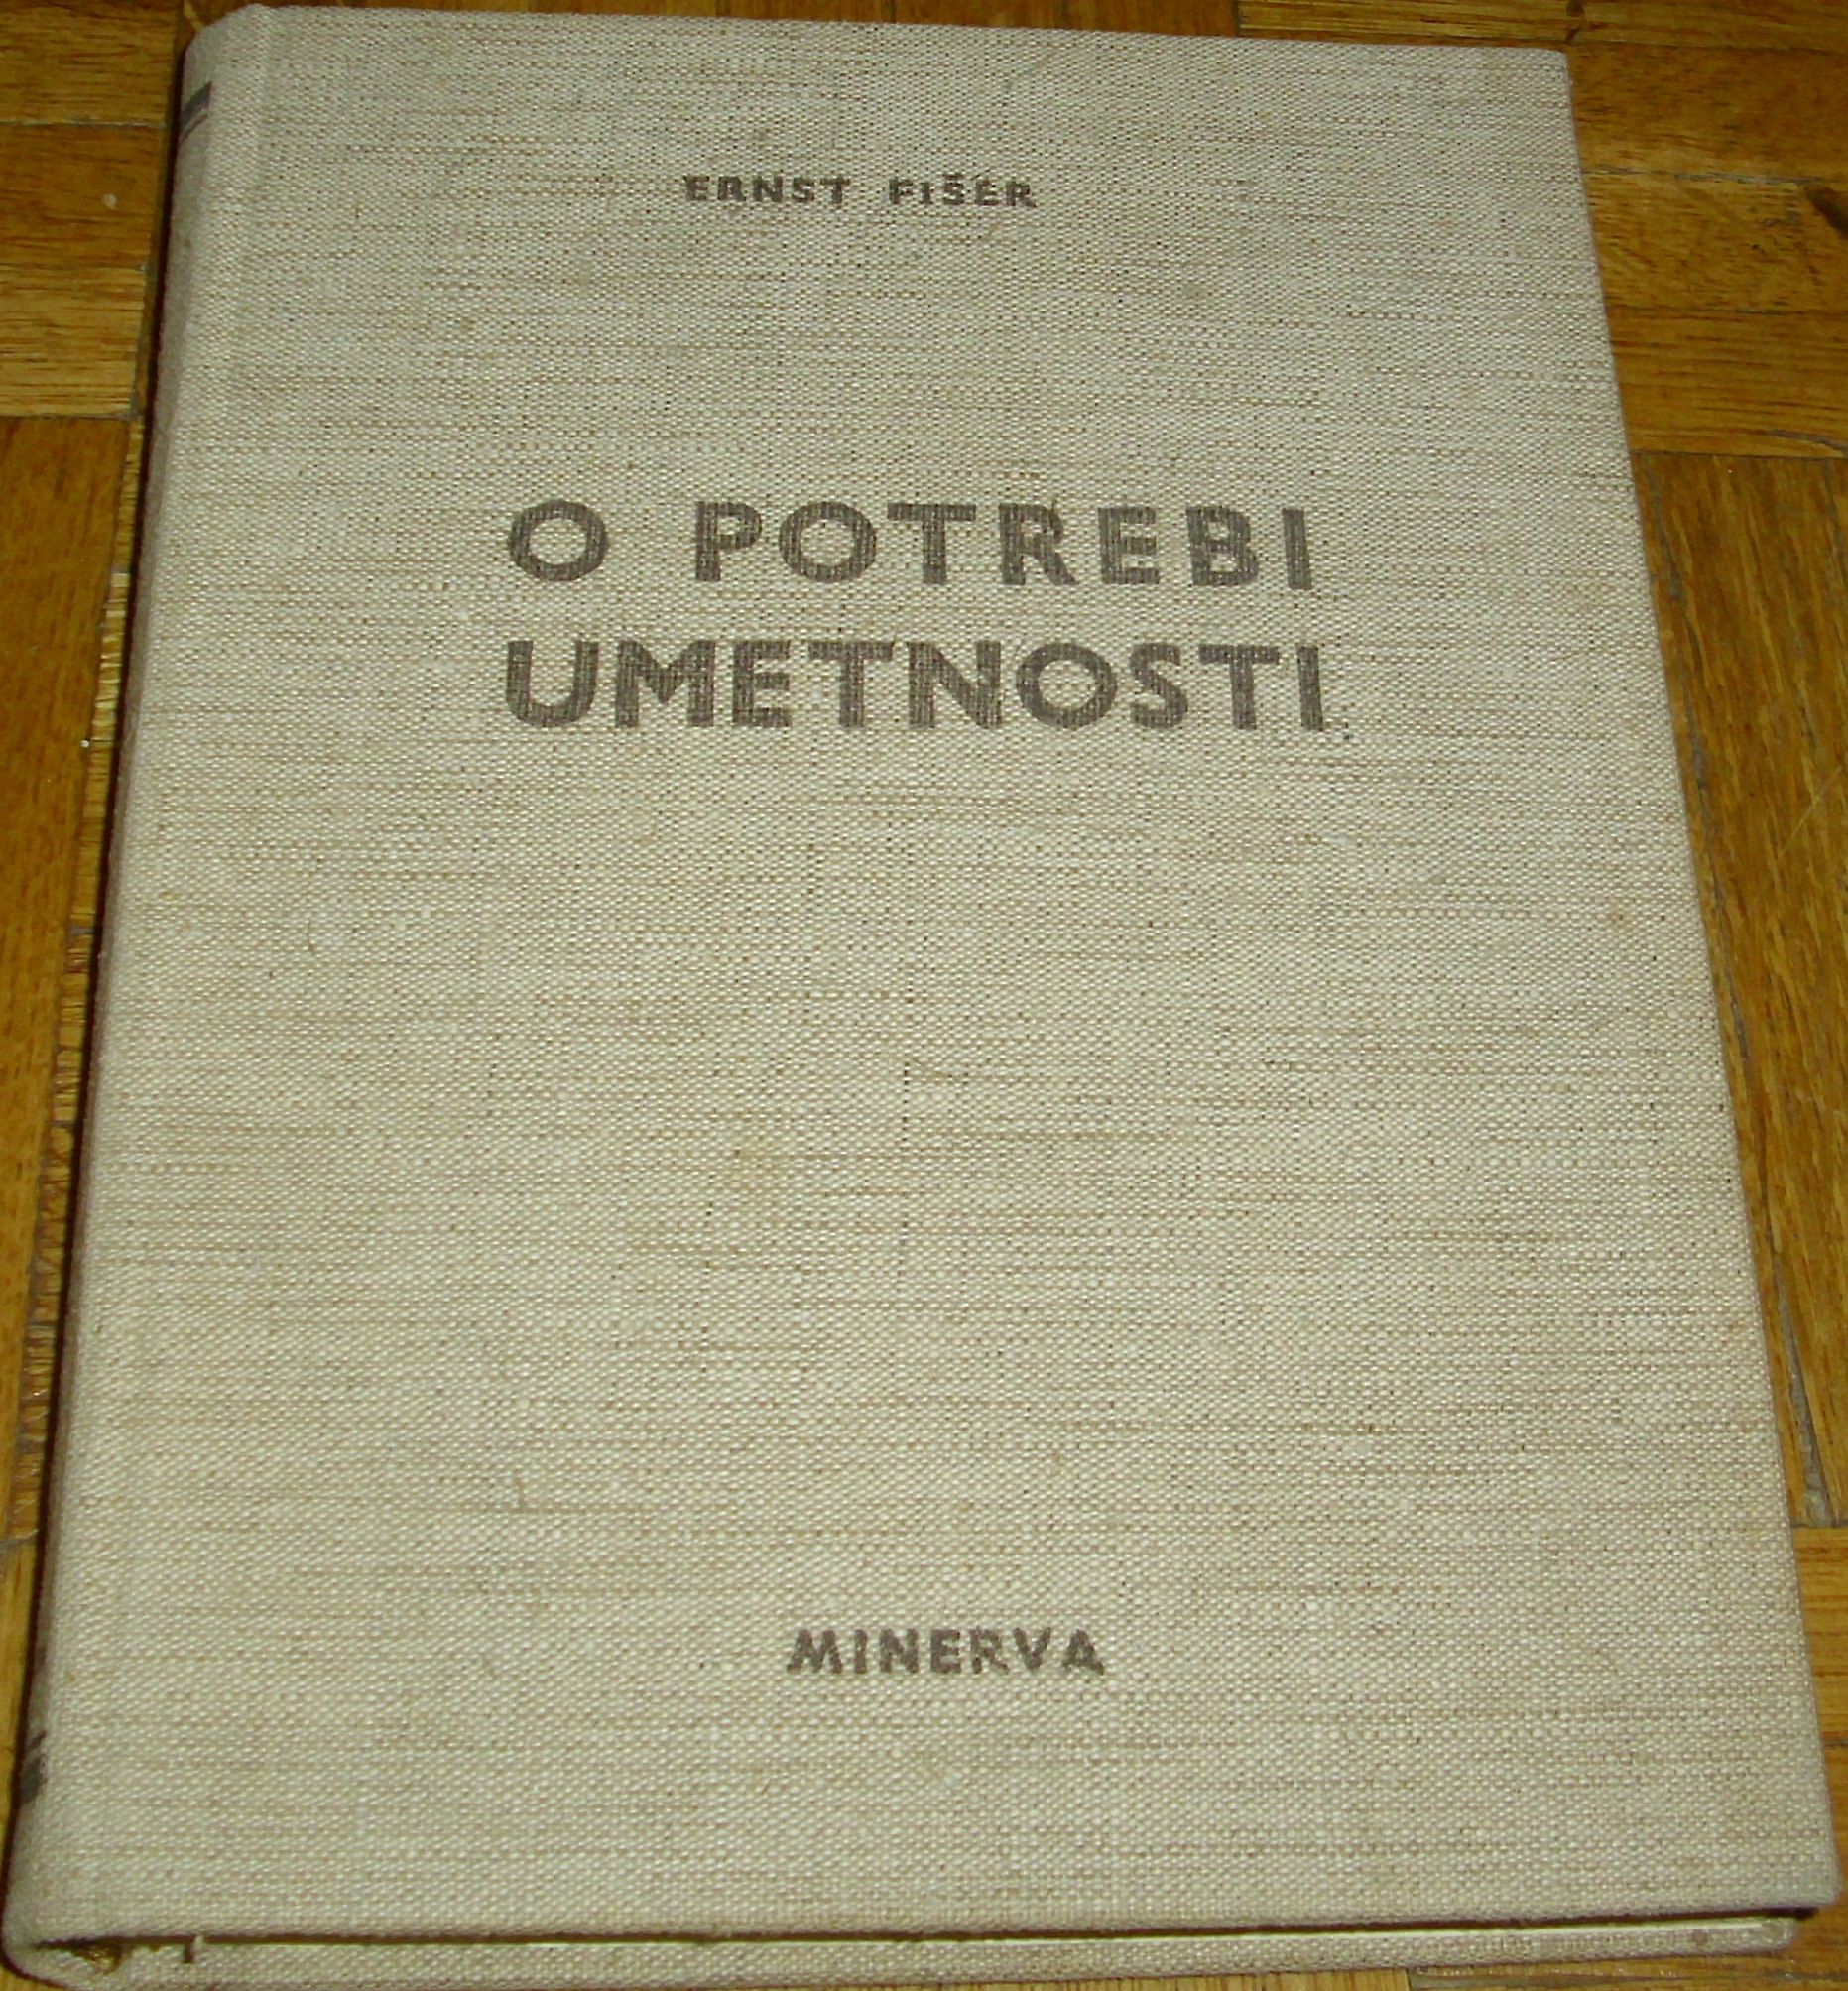 ERNST FIŠER
O POTREBI
UMETNOSTI
MINERVA